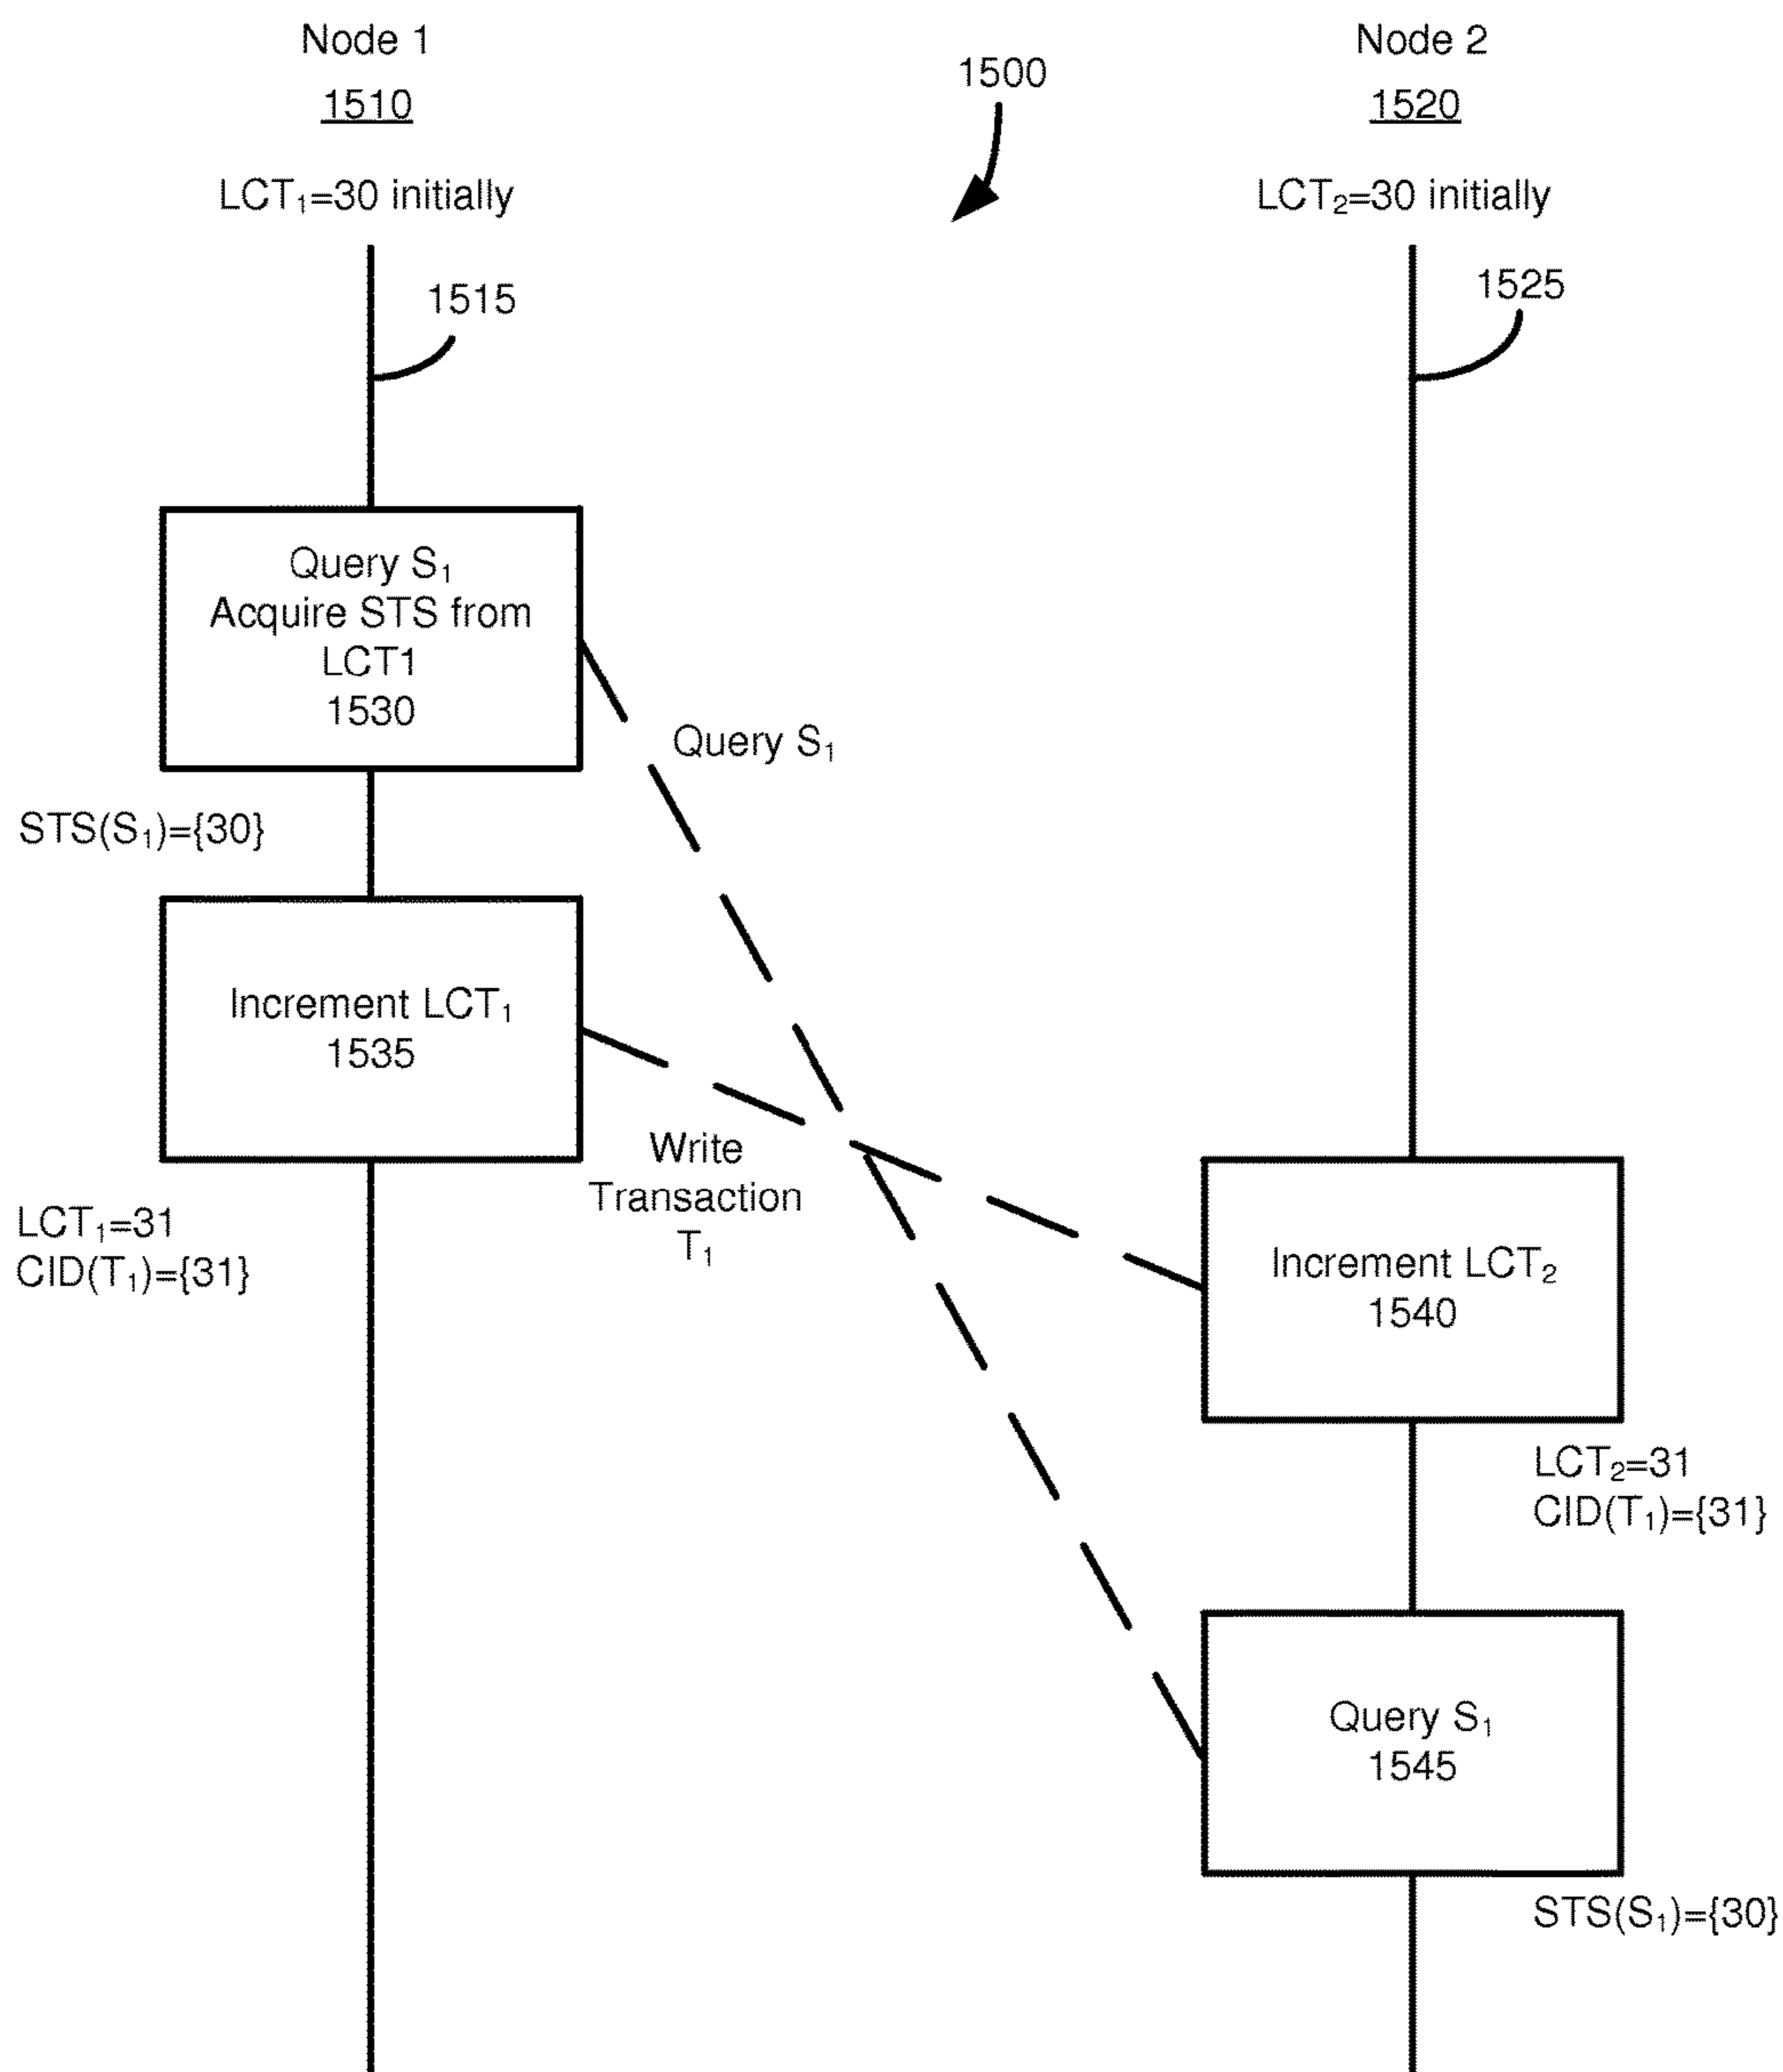 Node 1
1510
LCT₁=30 initially
1500
Node 2
1520
LCT₂=30 initially
1515
1525
Query S₁
Acquire STS from
LCT1
1530
Query S₁
STS(S₁)={30}
Increment LCT₁
1535
Write
Transaction
T₁
LCT₁=31
CID(T₁)={31}
Increment LCT₂
1540
LCT₂=31
CID(T₁)={31}
Query S₁
1545
STS(S₁)={30}